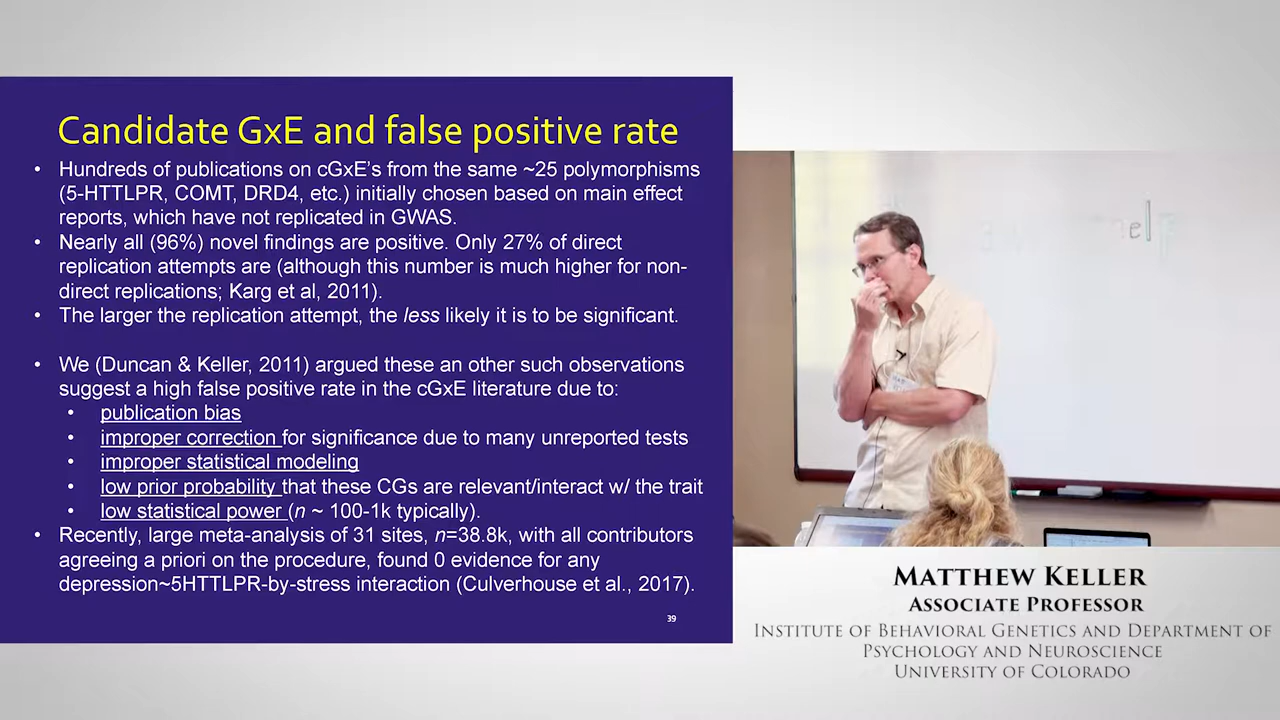 Candidate GxE and false positive rate
• Hundreds of publications on cGxE's from the same ~25 polymorphisms
(5-HTTLPR, COMT, DRD4, etc.) initially chosen based on main effect
reports, which have not replicated in GWAS.
• Nearly all (96%) novel findings are positive. Only 27% of direct
replication attempts are (although this number is much higher for non-
direct replications; Karg et al, 2011).
• The larger the replication attempt, the less likely it is to be significant.
• We (Duncan & Keller, 2011) argued these an other such observations
suggest a high false positive rate in the cGxE literature due to:
• publication bias
• improper correction for significance due to many unreported tests
• improper statistical modeling
• low prior probability that these CGs are relevant/interact w/ the trait
• low statistical power (n ~ 100-1k typically).
• Recently, large meta-analysis of 31 sites, n=38.8k, with all contributors
agreeing a priori on the procedure, found 0 evidence for any
depression~5HTTLPR-by-stress interaction (Culverhouse et al., 2017).
39
MATTHEW KELLER
ASSOCIATE PROFESSOR
INSTITUTE OF BEHAVIORAL GENETICS AND DEPARTMENT OF
PSYCHOLOGY AND NEUROSCIENCE
UNIVERSITY OF COLORADO